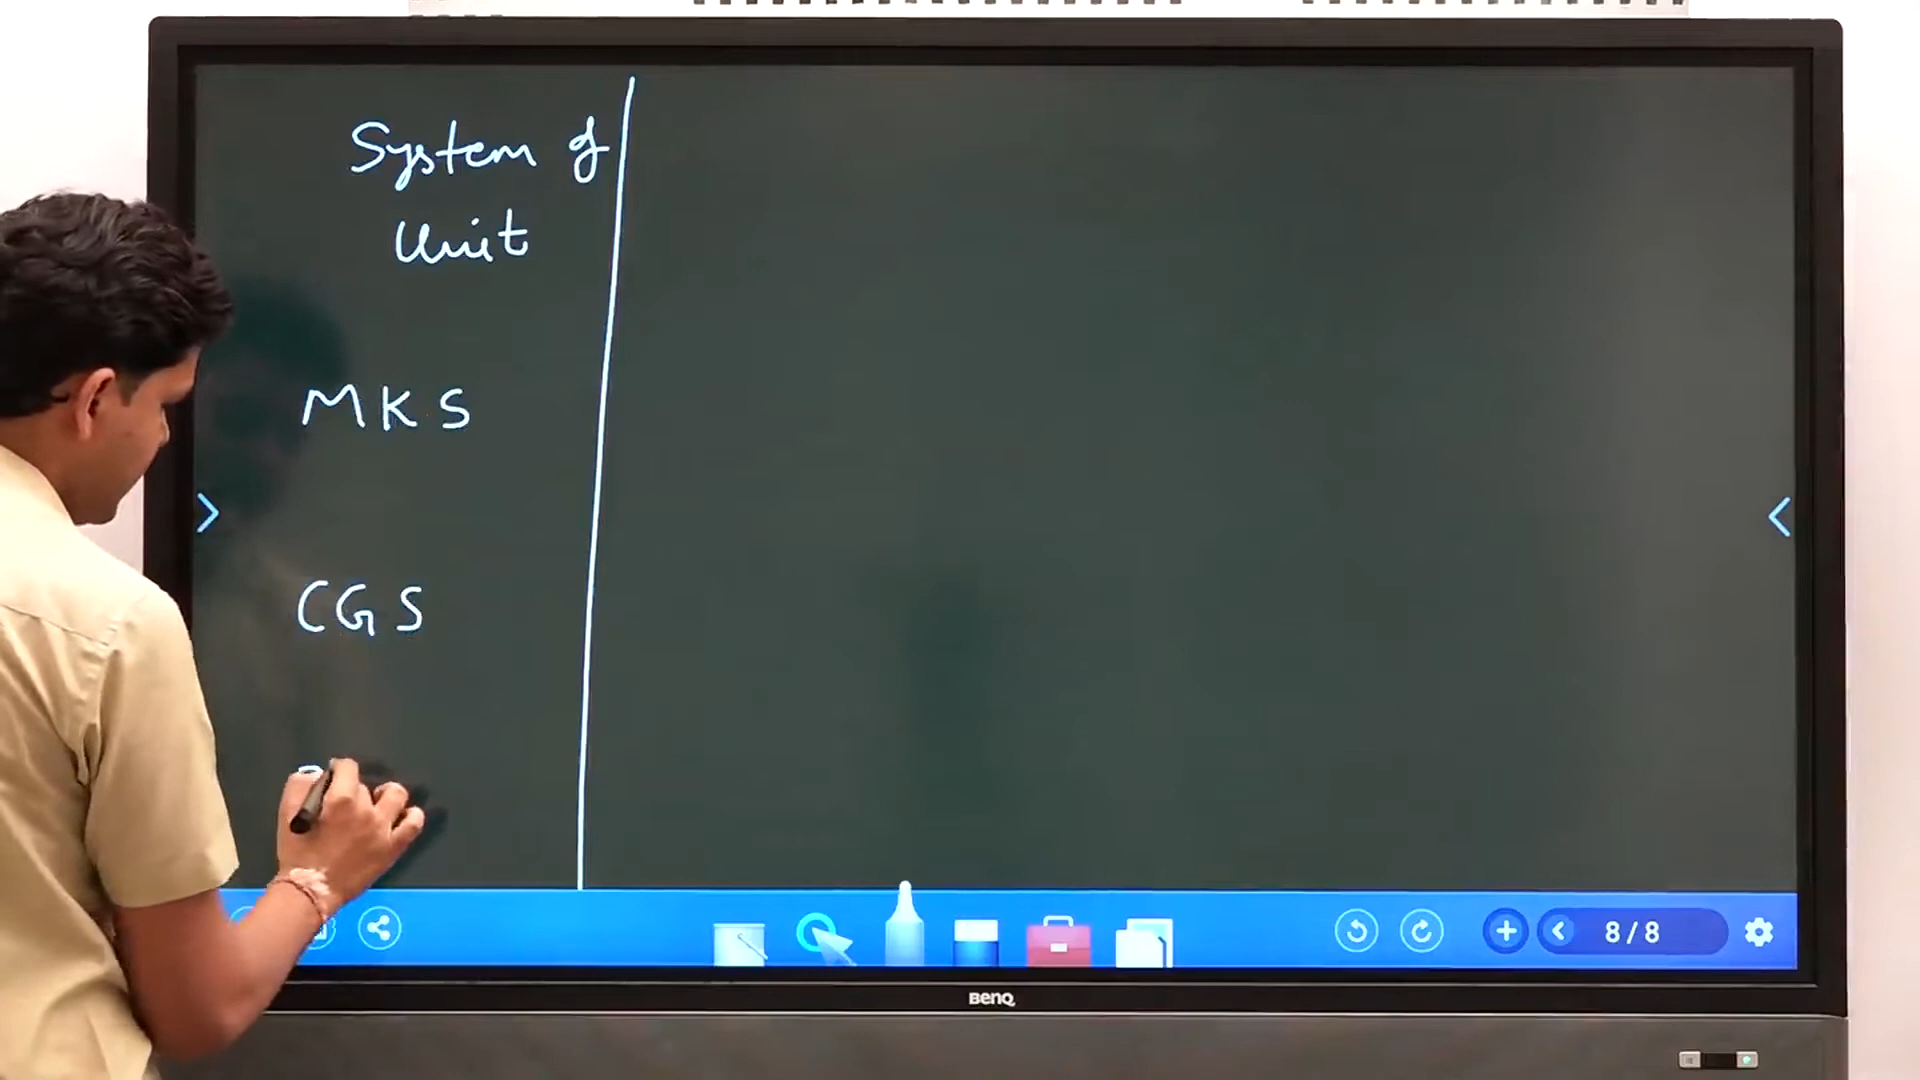 System of
Unit
MKS
CGS
8/8
BenQ